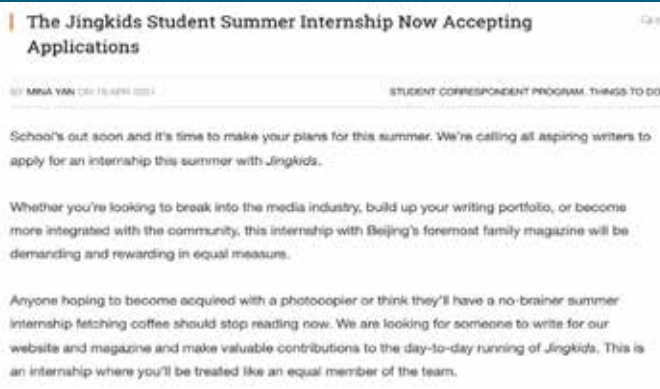 The Jingkids Student Summer Internship Now Accepting
Applications
BY MINA YAN ON APR
STUDENT CORRESPONDENT PROGRAM, THINGS TO DO
School's out soon and it's time to make your plans for this summer. We're calling all aspiring writers to
apply for an internship this summer with Jingkids.
Whether you're looking to break into the media industry, build up your writing portfolio, or become
more integrated with the community, this internship with Beijing's foremost family magazine will be
demanding and rewarding in equal measure.
Anyone hoping to become acquired with a photocopier or think they'll have a no-brainer summer
internship fetching coffee should stop reading now. We are looking for someone to write for our
website and magazine and make valuable contributions to the day-to-day running of Jingkids. This is
an internship where you'll be treated like an equal member of the team.